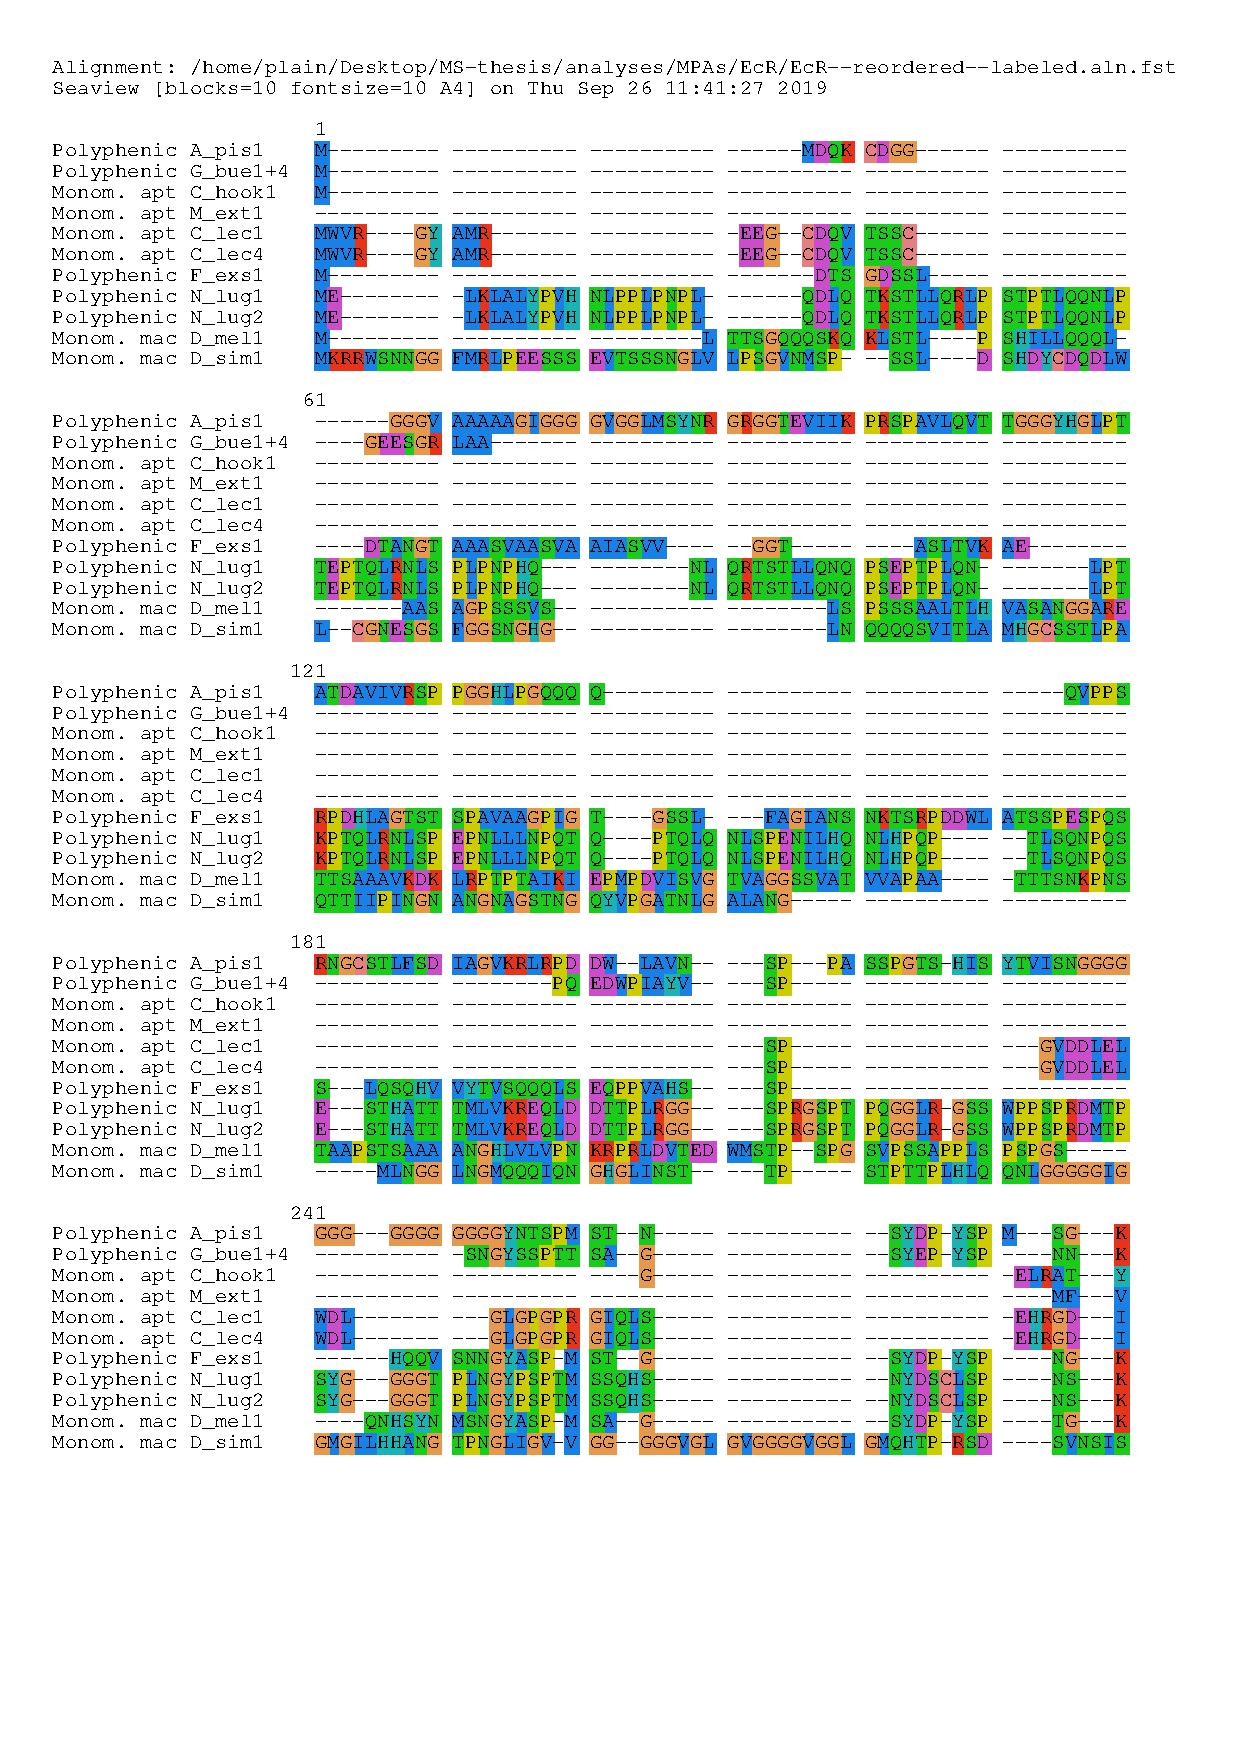 Alignment: /home/plain/Desktop/MS-thesis/analyses/MPAs/EcR/EcR--reordered--labeled.aln.fst
Seaview [blocks=10 fontsize=10 A4] on Thu Sep 26 11:41:27 2019
1
Polyphenic A_pis1 M--------- ---------- ---------- ------MDQK CDGG------ ----------
Polyphenic G_bue1+4 M--------- ---------- ---------- ---------- ---------- ----------
Monom. apt C_hook1 M--------- ---------- ---------- ---------- ---------- ----------
Monom. apt M_ext1 ---------- ---------- ---------- ---------- ---------- ----------
Monom. apt C_lec1 MWVR----GY AMR------- ---------- -EEG--CDQV TSSC------ ----------
Monom. apt C_lec4 MWVR----GY AMR------- ---------- -EEG--CDQV TSSC------ ----------
Polyphenic F_exs1 M--------- ---------- ---------- -------DTS GDSSL----- ----------
Polyphenic N_lug1 ME-------- -LKLALYPVH NLPPLPNPL- ------QDLQ TKSTLLQRLP STPTLQQNLP
Polyphenic N_lug2 ME-------- -LKLALYPVH NLPPLPNPL- ------QDLQ TKSTLLQRLP STPTLQQNLP
Monom. mac D_mel1 M--------- ---------- ---------L TTSGQQQSKQ KLSTL----P SHILLQQQL-
Monom. mac D_sim1 MKRRWSNNGG FMRLPEESSS EVTSSSNGLV LPSGVNMSP- --SSL----D SHDYCDQDLW
61
Polyphenic A_pis1 ------GGGV AAAAAGIGGG GVGGLMSYNR GRGGTEVIIK PRSPAVLQVT TGGGYHGLPT
Polyphenic G_bue1+4 ----GEESGR LAA------- ---------- ---------- ---------- ----------
Monom. apt C_hook1 ---------- ---------- ---------- ---------- ---------- ----------
Monom. apt M_ext1 ---------- ---------- ---------- ---------- ---------- ----------
Monom. apt C_lec1 ---------- ---------- ---------- ---------- ---------- ----------
Monom. apt C_lec4 ---------- ---------- ---------- ---------- ---------- ----------
Polyphenic F_exs1 ----DTANGT AAASVAASVA AIASVV---- --GGT----- ----ASLTVK AE--------
Polyphenic N_lug1 TEPTQLRNLS PLPNPHQ--- --------NL QRTSTLLQNQ PSEPTPLQN- -------LPT
Polyphenic N_lug2 TEPTQLRNLS PLPNPHQ--- --------NL QRTSTLLQNQ PSEPTPLQN- -------LPT
Monom. mac D_mel1 -------AAS AGPSSSVS-- ---------- --------LS PSSSAALTLH VASANGGARE
Monom. mac D_sim1 L--CGNESGS FGGSNGHG-- ---------- --------LN QQQQSVITLA MHGCSSTLPA
121
Polyphenic A_pis1 ATDAVIVRSP PGGHLPGQQQ Q--------- ---------- ---------- -----QVPPS
Polyphenic G_bue1+4 ---------- ---------- ---------- ---------- ---------- ----------
Monom. apt C_hook1 ---------- ---------- ---------- ---------- ---------- ----------
Monom. apt M_ext1 ---------- ---------- ---------- ---------- ---------- ----------
Monom. apt C_lec1 ---------- ---------- ---------- ---------- ---------- ----------
Monom. apt C_lec4 ---------- ---------- ---------- ---------- ---------- ----------
Polyphenic F_exs1 RPDHLAGTST SPAVAAGPIG T----GSSL- ---FAGIANS NKTSRPDDWL ATSSPESPQS
Polyphenic N_lug1 KPTQLRNLSP EPNLLLNPQT Q----PTQLQ NLSPENILHQ NLHPQP---- --TLSQNPQS
Polyphenic N_lug2 KPTQLRNLSP EPNLLLNPQT Q----PTQLQ NLSPENILHQ NLHPQP---- --TLSQNPQS
Monom. mac D_mel1 TTSAAAVKDK LRPTPTAIKI EPMPDVISVG TVAGGSSVAT VVAPAA---- -TTTSNKPNS
Monom. mac D_sim1 QTTIIPINGN ANGNAGSTNG QYVPGATNLG ALANG----- ---------- ----------
181
Polyphenic A_pis1 RNGCSTLFSD IAGVKRLRPD DW--LAVN-- ---SP---PA SSPGTS-HIS YTVISNGGGG
Polyphenic G_bue1+4 ---------- --------PQ EDWPIAYV-- ---SP----- ---------- ----------
Monom. apt C_hook1 ---------- ---------- ---------- ---------- ---------- ----------
Monom. apt M_ext1 ---------- ---------- ---------- ---------- ---------- ----------
Monom. apt C_lec1 ---------- ---------- ---------- ---SP----- ---------- ---GVDDLEL
Monom. apt C_lec4 ---------- ---------- ---------- ---SP----- ---------- ---GVDDLEL
Polyphenic F_exs1 S---LQSQHV VYTVSQQQLS EQPPVAHS-- ---SP----- ---------- ----------
Polyphenic N_lug1 E---STHATT TMLVKREQLD DTTPLRGG-- ---SPRGSPT PQGGLR-GSS WPPSPRDMTP
Polyphenic N_lug2 E---STHATT TMLVKREQLD DTTPLRGG-- ---SPRGSPT PQGGLR-GSS WPPSPRDMTP
Monom. mac D_mel1 TAAPSTSAAA ANGHLVLVPN KRPRLDVTED WMSTP--SPG SVPSSAPPLS PSPGS-----
Monom. mac D_sim1 -----MLNGG LNGMQQQIQN GHGLINST-- ---TP----- STPTTPLHLQ QNLGGGGGIG
241
Polyphenic A_pis1 GGG---GGGG GGGGYNTSPM ST--N----- ---------- --SYDP-YSP M---SG---K
Polyphenic G_bue1+4 ---------- -SNGYSSPTT SA--G----- ---------- --SYEP-YSP ----NN---K
Monom. apt C_hook1 ---------- ---------- ----G----- ---------- ---------- -ELRAT---Y
Monom. apt M_ext1 ---------- ---------- ---------- ---------- ---------- ----MF---V
Monom. apt C_lec1 WDL------- ---GLGPGPR GIQLS----- ---------- ---------- -EHRGD---I
Monom. apt C_lec4 WDL------- ---GLGPGPR GIQLS----- ---------- ---------- -EHRGD---I
Polyphenic F_exs1 ------HQQV SNNGYASP-M ST--G----- ---------- --SYDP-YSP ----NG---K
Polyphenic N_lug1 SYG---GGGT PLNGYPSPTM SSQHS----- ---------- --NYDSCLSP ----NS---K
Polyphenic N_lug2 SYG---GGGT PLNGYPSPTM SSQHS----- ---------- --NYDSCLSP ----NS---K
Monom. mac D_mel1 ----QNHSYN MSNGYASP-M SA--G----- ---------- --SYDP-YSP ----TG---K
Monom. mac D_sim1 GMGILHHANG TPNGLIGV-V GG--GGGVGL GVGGGGVGGL GMQHTP-RSD ----SVNSIS